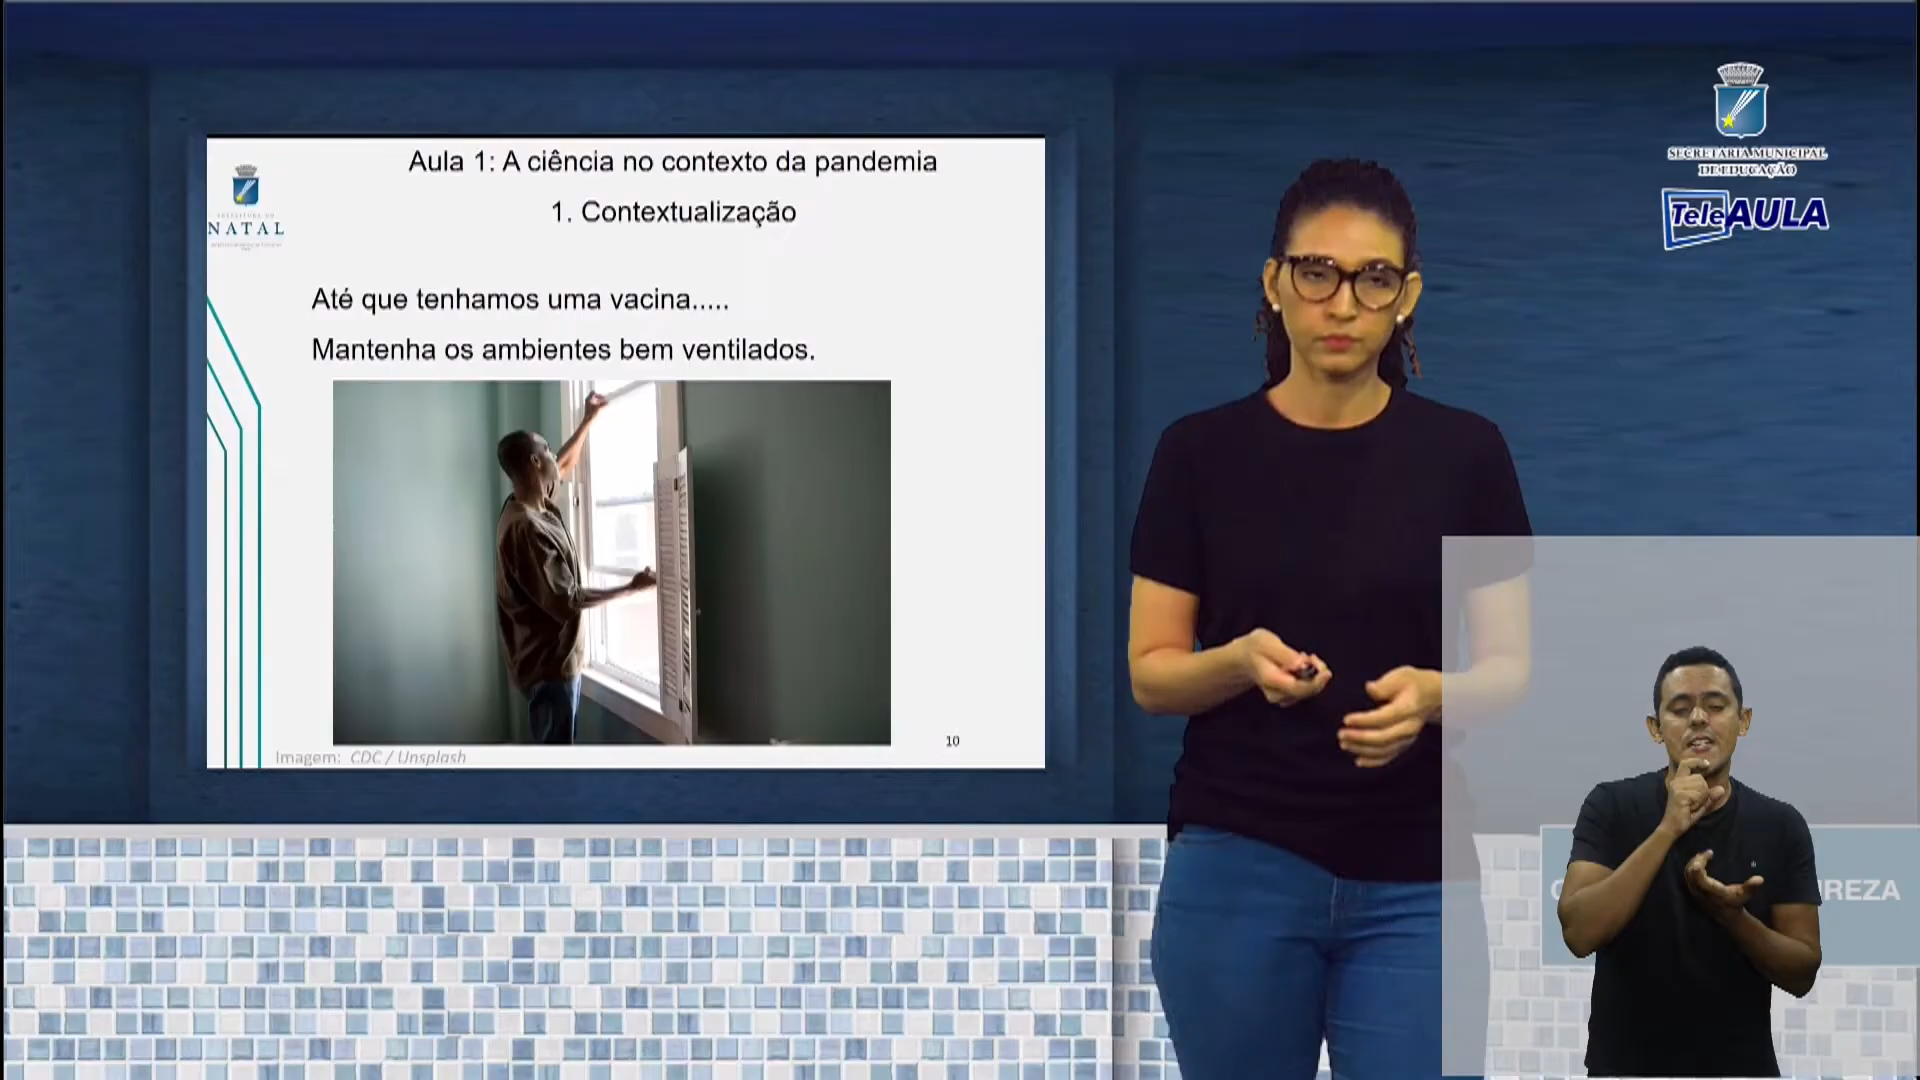 Aula 1: A ciência no contexto da pandemia
1. Contextualização
NATAL
Até que tenhamos uma vacina.....
Mantenha os ambientes bem ventilados.
Imagem: CDC / Unsplash
10
SECRETARIA MUNICIPAL
DE EDUCAÇÃO
TeleAULA